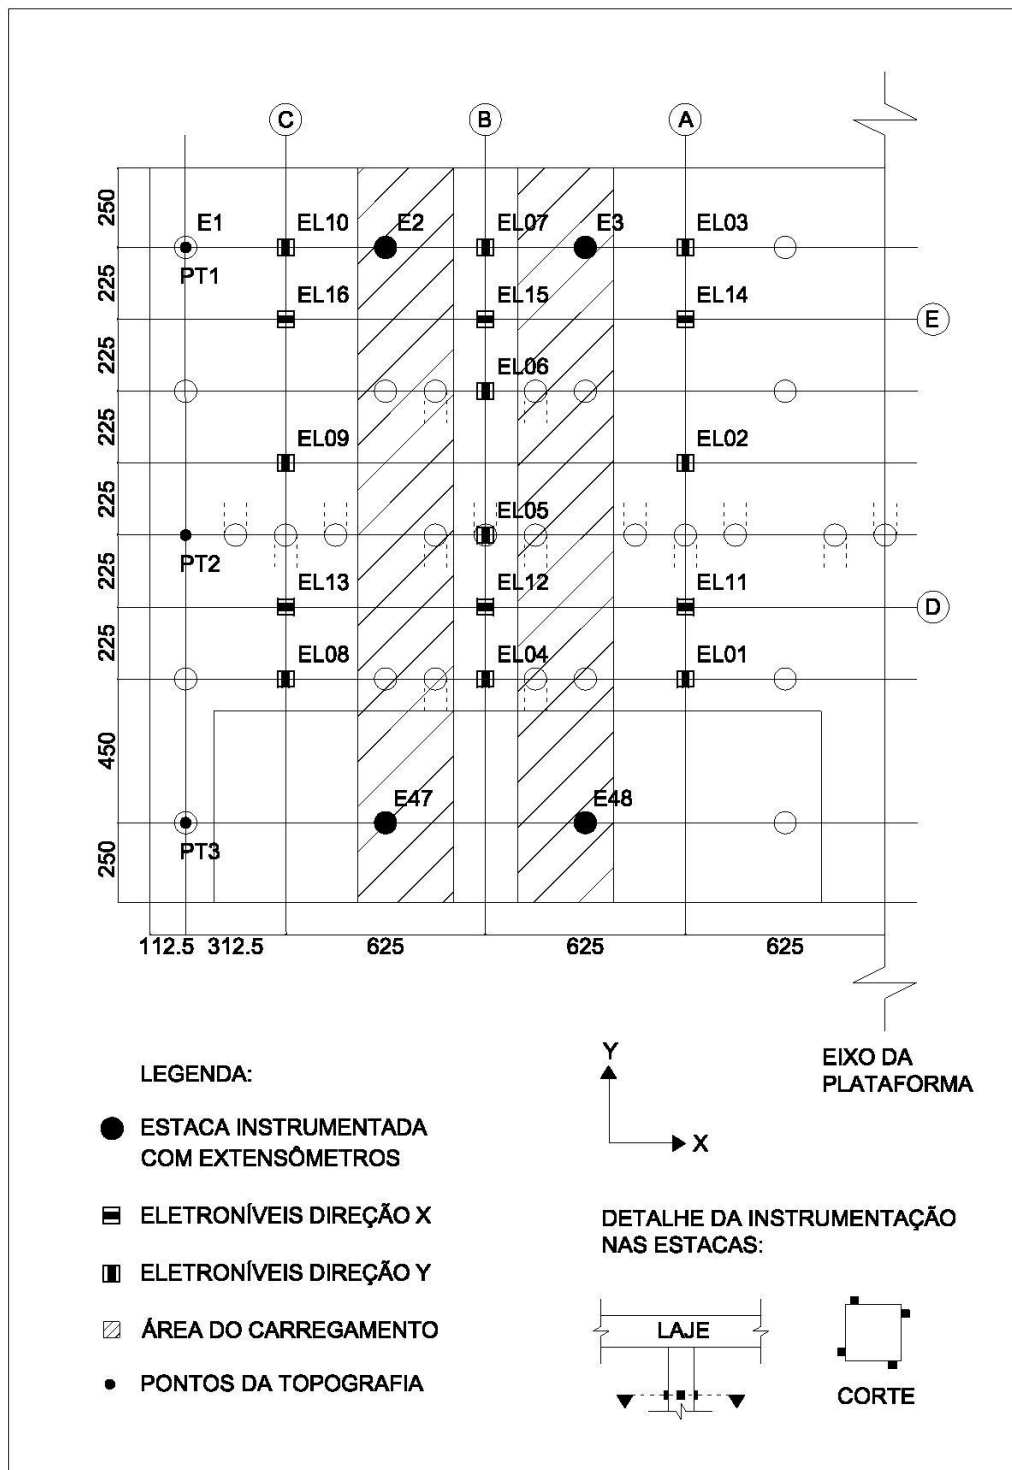 C
B
A
250
E1
EL10
E2
EL07
E3
EL03
PT1
225
EL16
EL15
EL14
E
225
EL06
225
EL09
EL02
225
EL05
PT2
225
EL13
EL12
EL11
D
225
EL08
EL04
EL01
450
E47
E48
PT3
250
112.5
312.5
625
625
625
EIXO DA
PLATAFORMA
LEGENDA:
ESTACA INSTRUMENTADA
COM EXTENSÔMETROS
ELETRONÍVEIS DIREÇÃO X
ELETRONÍVEIS DIREÇÃO Y
ÁREA DO CARREGAMENTO
PONTOS DA TOPOGRAFIA
Y
X
DETALHE DA INSTRUMENTAÇÃO
NAS ESTACAS:
LAJE
CORTE